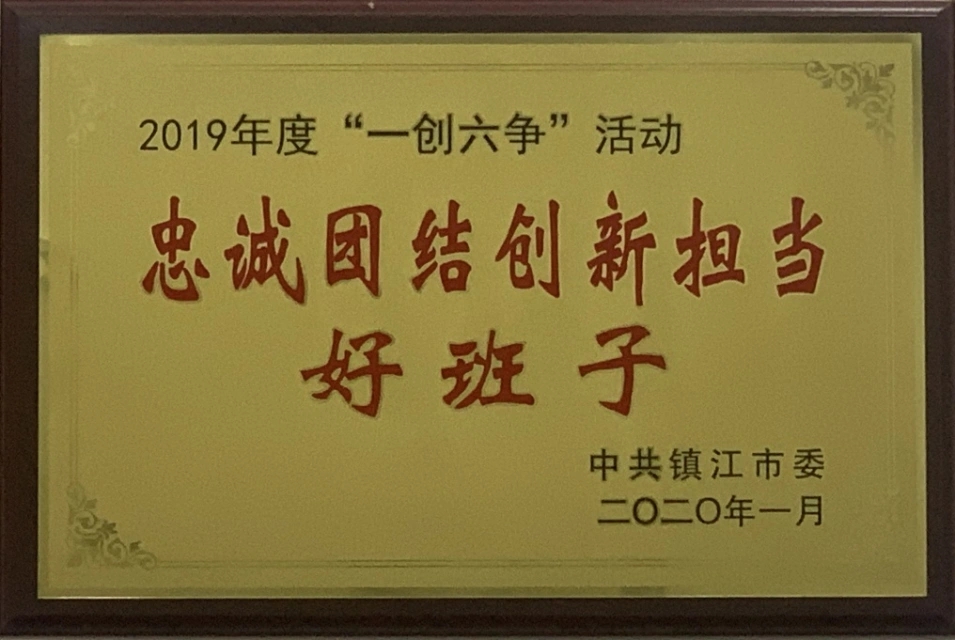 2019年度“一创六争”活动
忠诚团结创新担当
好班子
中共镇江市委
二〇二〇年一月